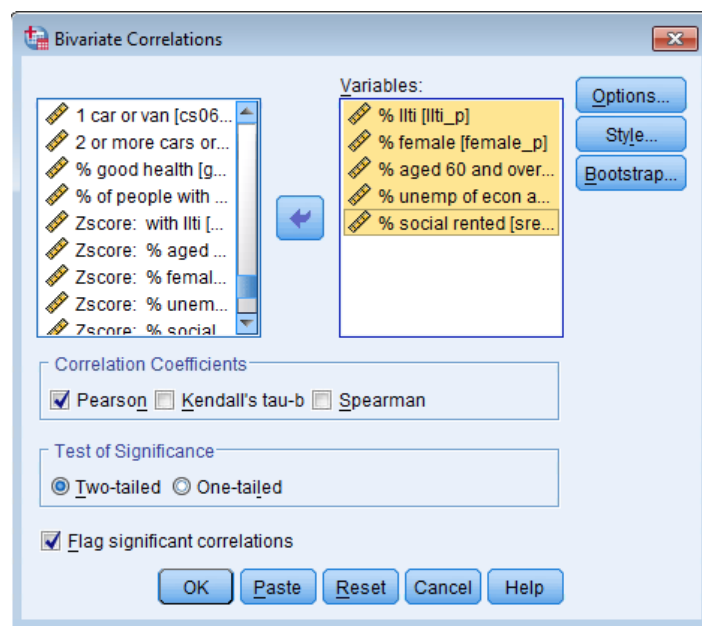 Bivariate Correlations
1 car or van [cs06...
2 or more cars or...
% good health [g...
% of people with ...
Zscore: with llti [...
Zscore: % aged ...
Zscore: % femal...
Zscore: % unem...
Zscore: % social
Variables:
% llti [llti_p]
% female [female_p]
% aged 60 and over...
% unemp of econ a...
% social rented [sre...
Options...
Style...
Bootstrap...
Correlation Coefficients
Pearson Kendall's tau-b Spearman
Test of Significance
Two-tailed One-tailed
Flag significant correlations
OK Paste Reset Cancel Help